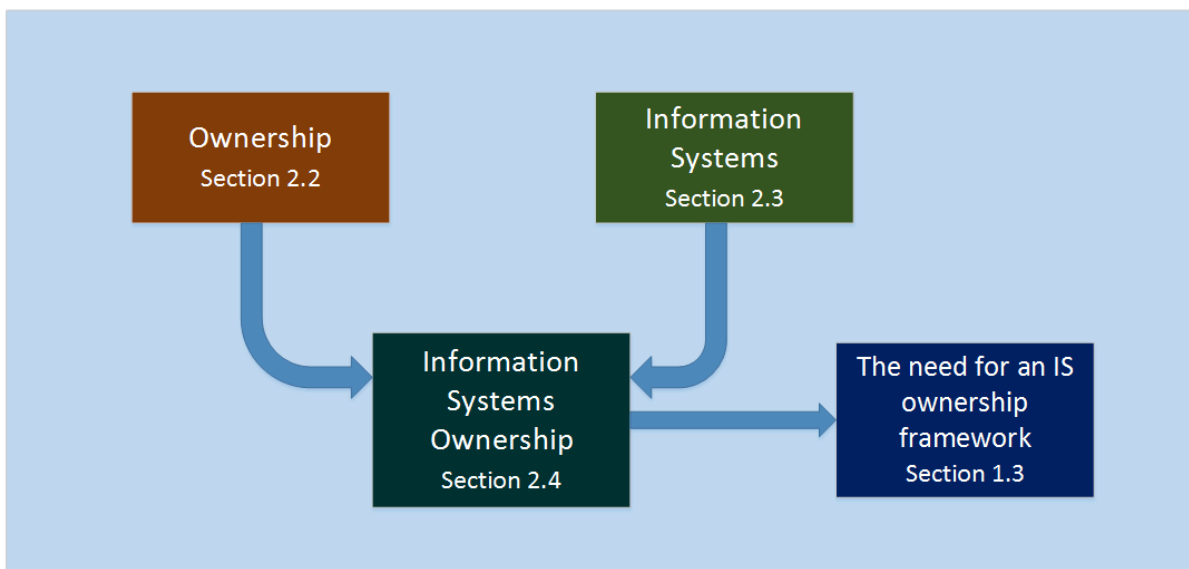 Ownership
Section 2.2
Information
Systems
Section 2.3
Information
Systems
Ownership
Section 2.4
The need for an IS
ownership
framework
Section 1.3